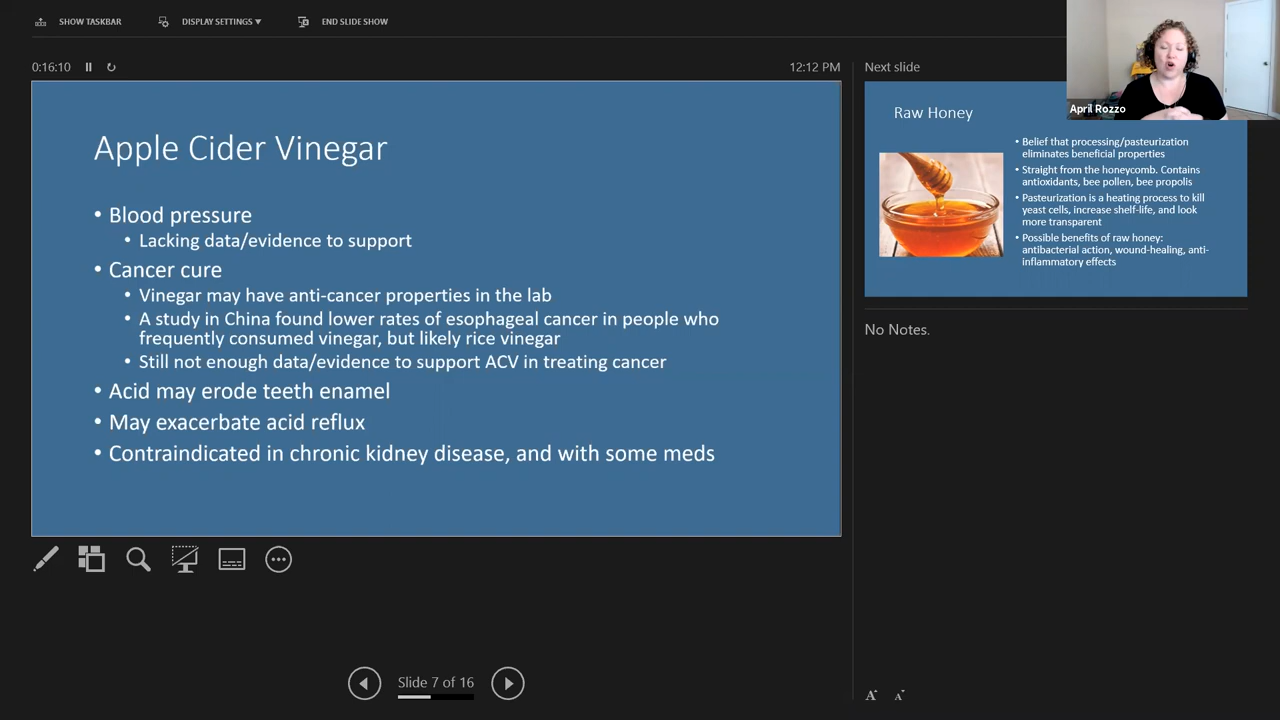 SHOW TASKBAR
DISPLAY SETTINGS ▼
END SLIDE SHOW
0:16:10
12:12 PM
Apple Cider Vinegar
• Blood pressure
• Lacking data/evidence to support
• Cancer cure
• Vinegar may have anti-cancer properties in the lab
• A study in China found lower rates of esophageal cancer in people who
frequently consumed vinegar, but likely rice vinegar
• Still not enough data/evidence to support ACV in treating cancer
• Acid may erode teeth enamel
• May exacerbate acid reflux
• Contraindicated in chronic kidney disease, and with some meds
Slide 7 of 16
Next slide
April Rozzo
Raw Honey
• Belief that processing/pasteurization
eliminates beneficial properties
• Straight from the honeycomb. Contains
antioxidants, bee pollen, bee propolis
• Pasteurization is a heating process to kill
yeast cells, increase shelf-life, and look
more transparent
• Possible benefits of raw honey:
antibacterial action, wound-healing, anti-
inflammatory effects
No Notes.
A A